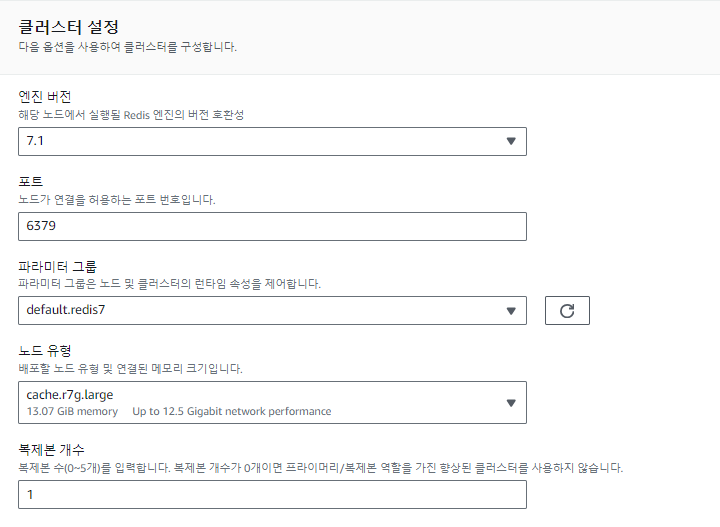 클러스터 설정
다음 옵션을 사용하여 클러스터를 구성합니다.
엔진 버전
해당 노드에서 실행될 Redis 엔진의 버전 호환성
7.1
포트
노드가 연결을 허용하는 포트 번호입니다.
6379
파라미터 그룹
파라미터 그룹은 노드 및 클러스터의 런타임 속성을 제어합니다.
default.redis7
노드 유형
배포할 노드 유형 및 연결된 메모리 크기입니다.
cache.r7g.large
13.07 GiB memory Up to 12.5 Gigabit network performance
복제본 개수
복제본 수(0~5개)를 입력합니다. 복제본 개수가 0개이면 프라이머리/복제본 역할을 가진 향상된 클러스터를 사용하지 않습니다.
1